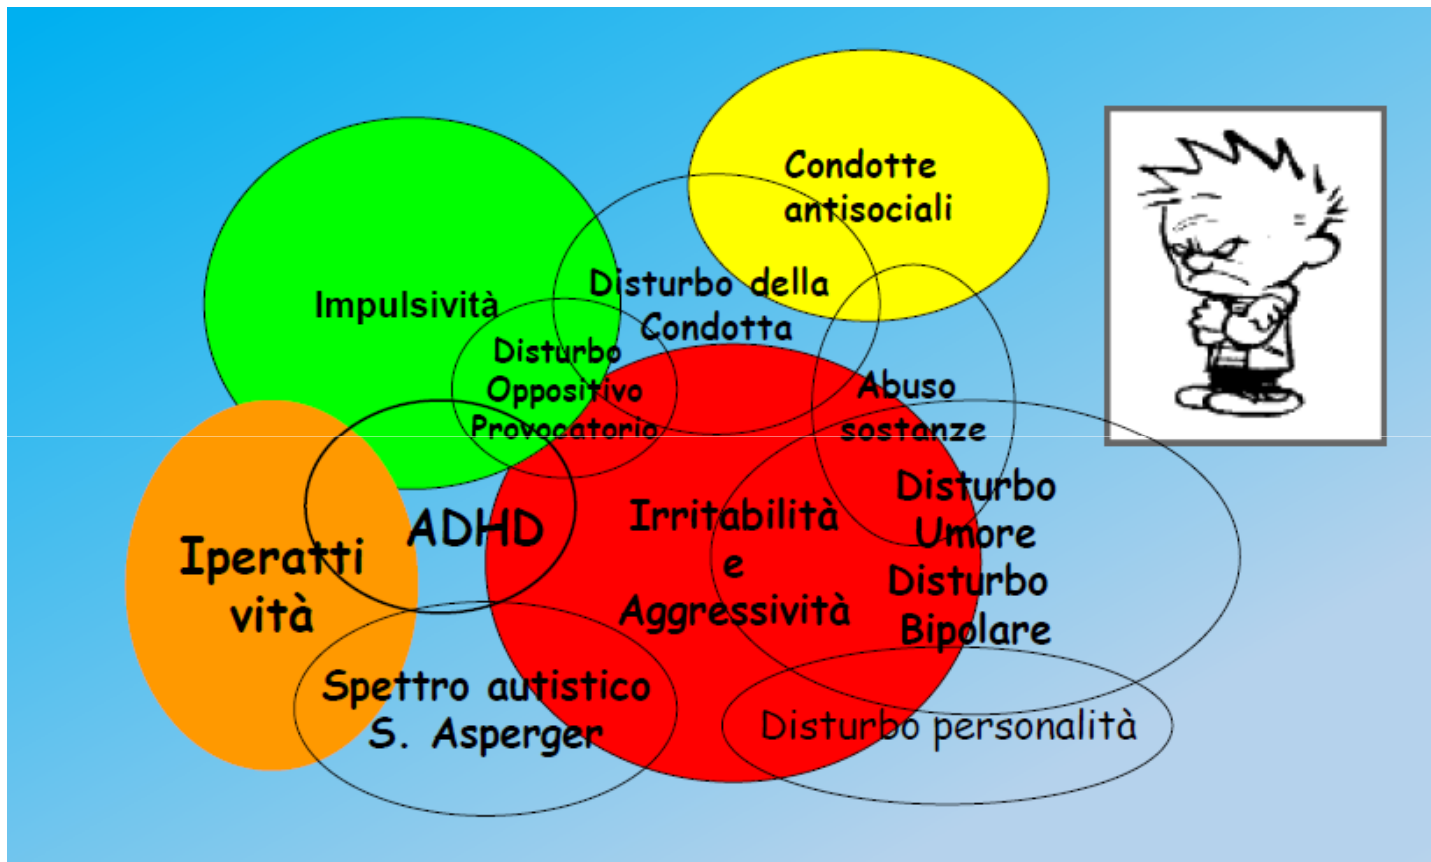 Condotte
antisociali
Impulsività
Disturbo della
Condotta
Disturbo
Oppositivo
Provocatorio
Abuso
sostanze
Iperatti
vità
ADHD
Irritabilità
e
Aggressività
Disturbo
Umore
Disturbo
Bipolare
Spettro autistico
S. Asperger
Disturbo personalità